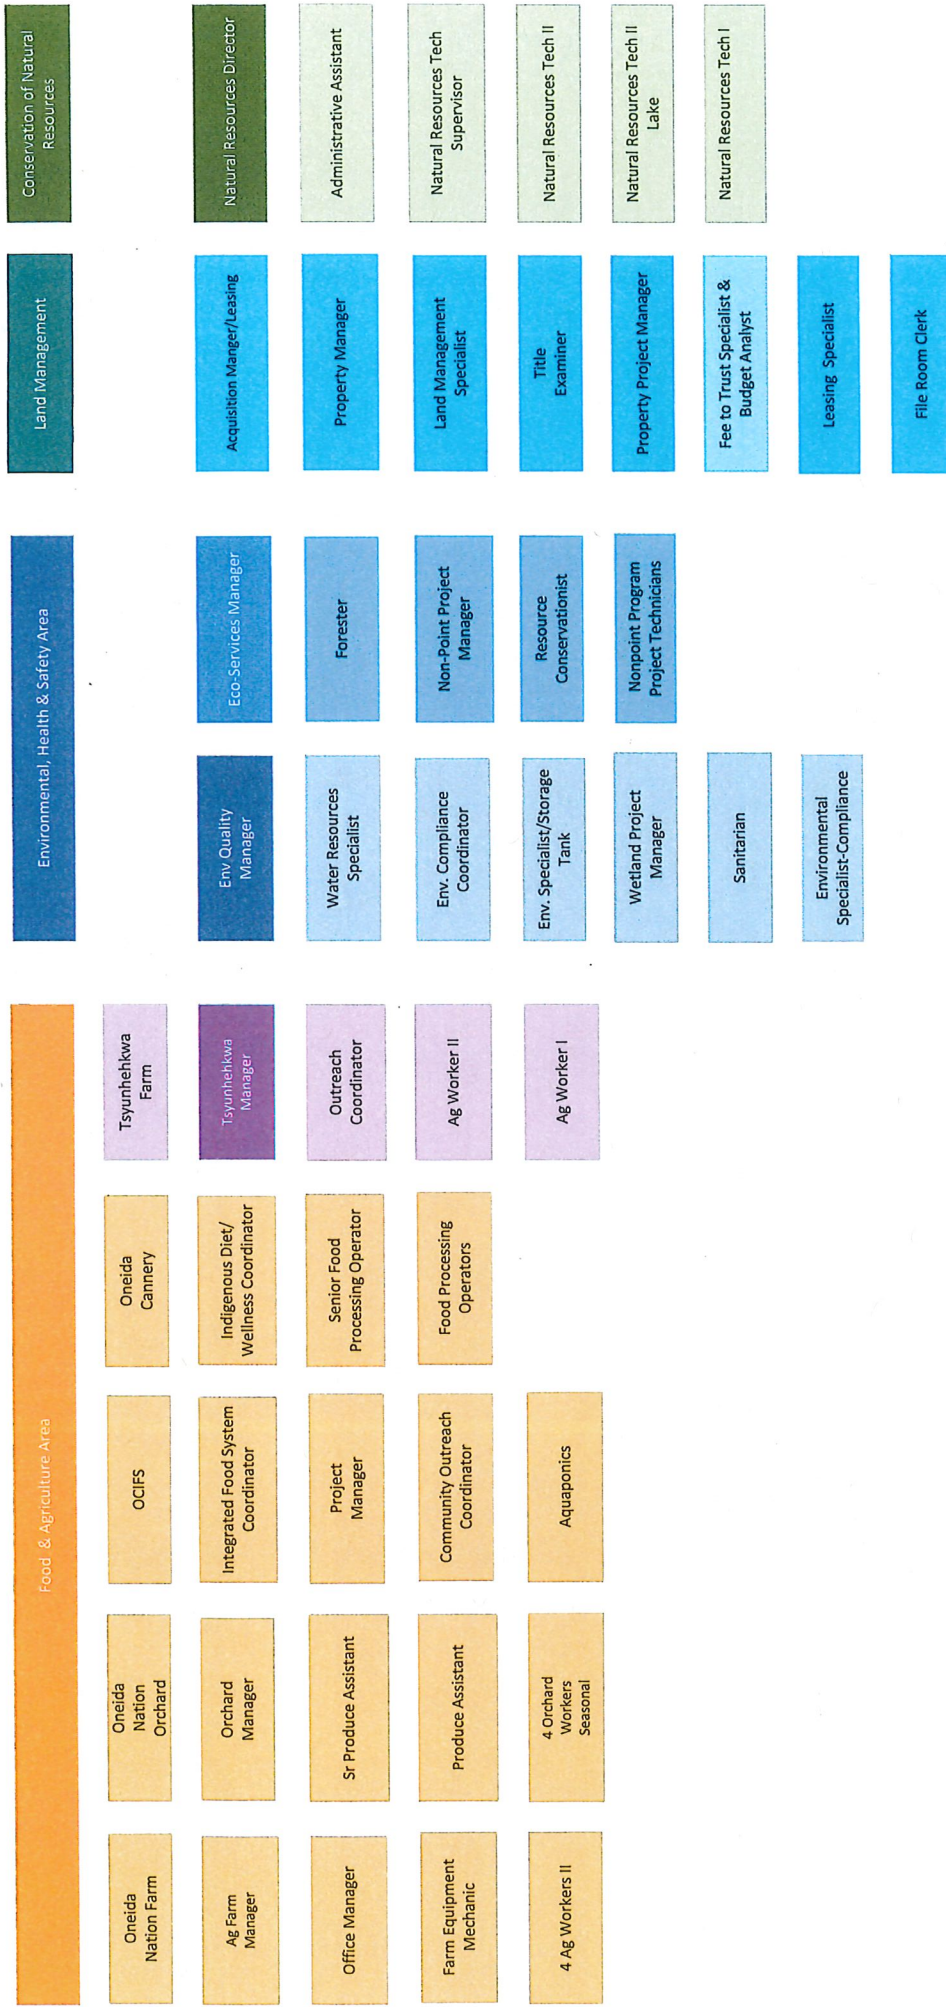 Food & Agriculture Area
Oneida
Nation Farm
Ag Farm
Manager
Office Manager
Farm Equipment
Mechanic
4 Ag Workers II
Oneida
Nation
Orchard
Orchard
Manager
Sr Produce Assistant
Produce Assistant
4 Orchard
Workers
Seasonal
OCIFS
Integrated Food System
Coordinator
Project
Manager
Community Outreach
Coordinator
Aquaponics
Oneida
Cannery
Indigenous Diet/
Wellness Coordinator
Senior Food
Processing Operator
Food Processing
Operators
Tsyunhehkwa
Farm
Tsyunhehkwa
Manager
Outreach
Coordinator
Ag Worker II
Ag Worker I
Environmental, Health & Safety Area
Env Quality
Manager
Water Resources
Specialist
Env. Compliance
Coordinator
Env. Specialist/Storage
Tank
Wetland Project
Manager
Sanitarian
Environmental
Specialist-Compliance
Eco-Services Manager
Forester
Non-Point Project
Manager
Resource
Conservationist
Nonpoint Program
Project Technicians
Land Management
Acquisition Manger/Leasing
Property Manager
Land Management
Specialist
Title
Examiner
Property Project Manager
Fee to Trust Specialist &
Budget Analyst
Leasing Specialist
File Room Clerk
Conservation of Natural
Resources
Natural Resources Director
Administrative Assistant
Natural Resources Tech
Supervisor
Natural Resources Tech II
Natural Resources Tech II
Lake
Natural Resources Tech I